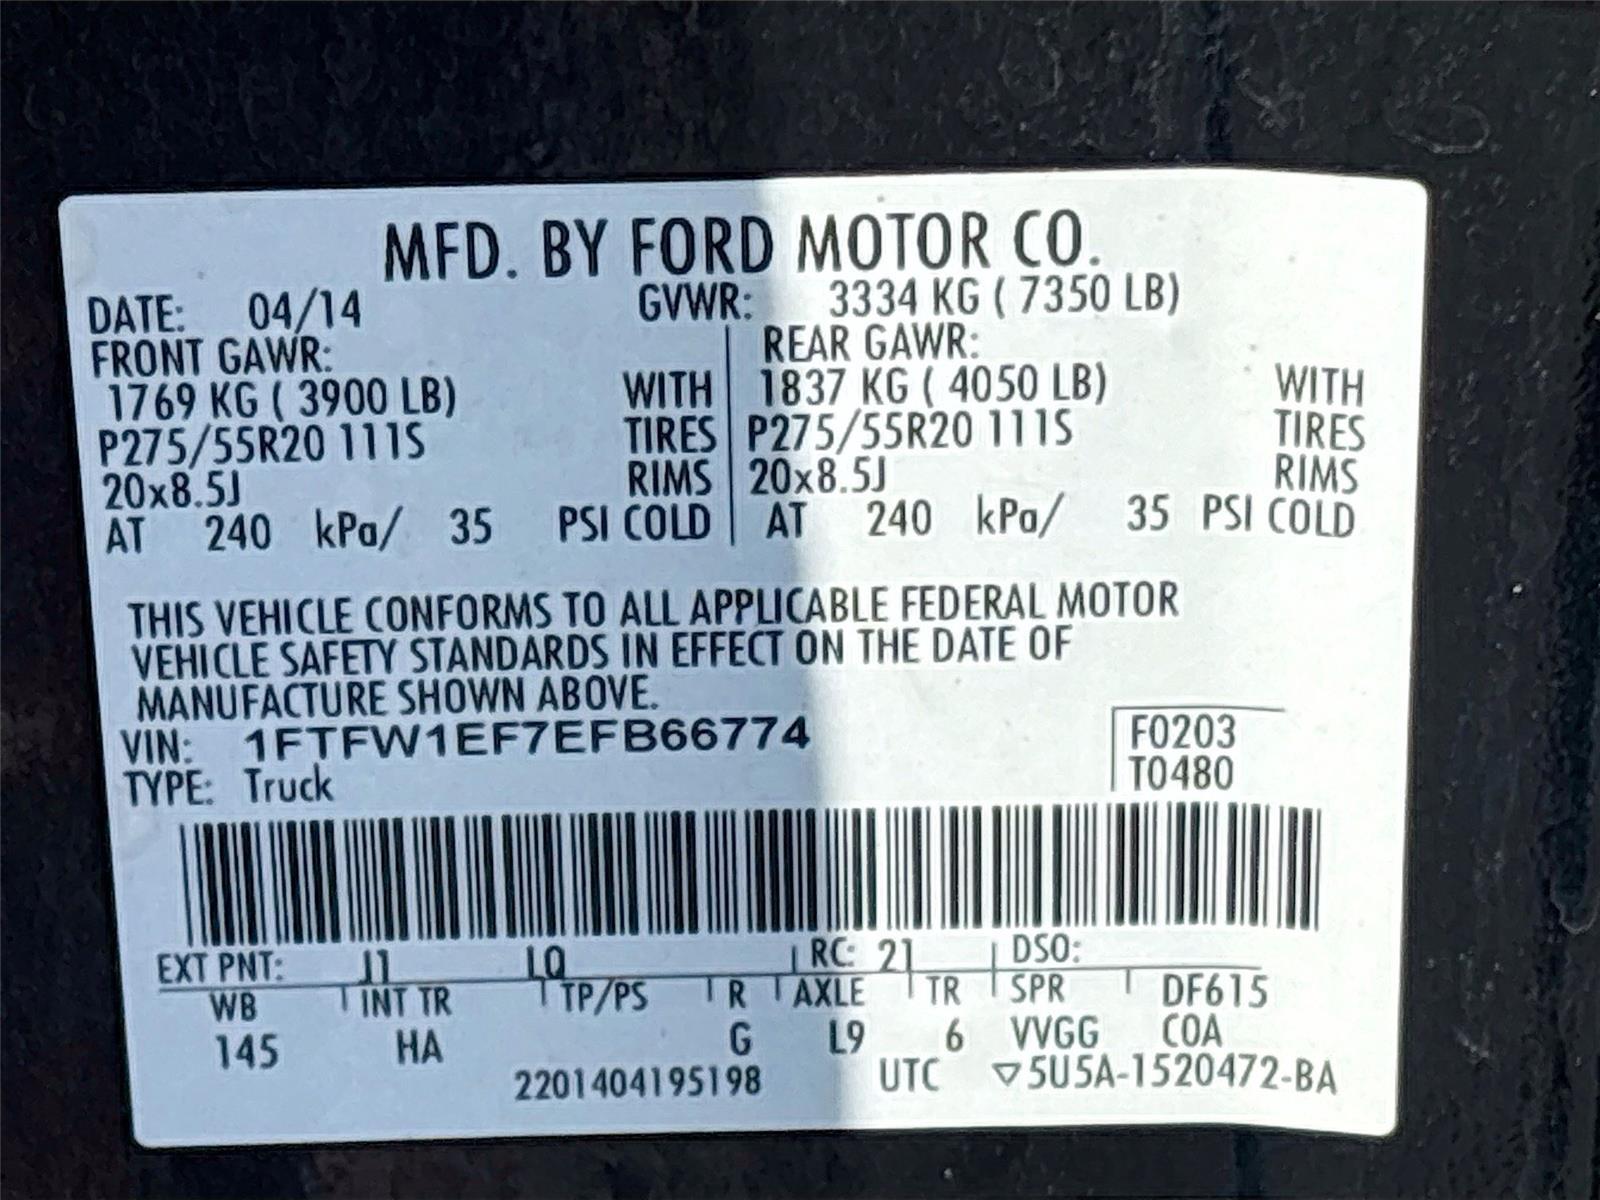 MFD. BY FORD MOTOR CO.
DATE: 04/14 GVWR: 3334 KG ( 7350 LB)
FRONT GAWR: REAR GAWR:
1769 KG ( 3900 LB) WITH 1837 KG ( 4050 LB) WITH
P275/55R20 111S TIRES P275/55R20 111S TIRES
20x8.5J RIMS 20x8.5J RIMS
AT 240 kPa/ 35 PSI COLD AT 240 kPa/ 35 PSI COLD
THIS VEHICLE CONFORMS TO ALL APPLICABLE FEDERAL MOTOR
VEHICLE SAFETY STANDARDS IN EFFECT ON THE DATE OF
MANUFACTURE SHOWN ABOVE.
VIN: 1FTFW1EF7EFB66774 F0203
TYPE: Truck T0480
EXT PNT: J1 LQ RC: 21 DSO:
WB INT TR TP/PS R AXLE TR SPR DF615
145 HA G L9 6 VVGG COA
2201404195198 UTC ▽5U5A-1520472-BA